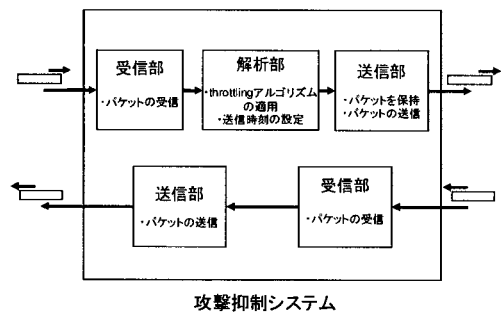 受信部
・パケットの受信
解析部
・throttlingアルゴリズム
の適用
・送信時刻の設定
送信部
・パケットを保持
・パケットの送信
送信部
・パケットの送信
受信部
・パケットの受信
攻撃抑制システム